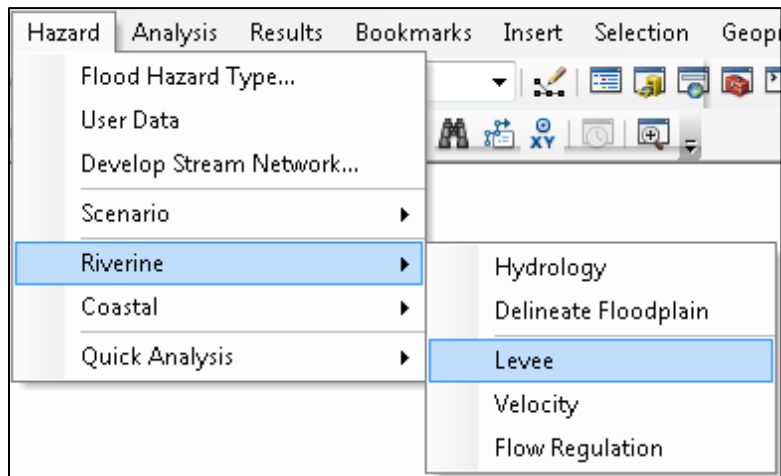 Hazard Analysis Results Bookmarks Insert Selection
Flood Hazard Type...
User Data
Develop Stream Network...
XY
Scenario
Riverine
Hydrology
Coastal
Delineate Floodplain
Quick Analysis
Levee
Velocity
Flow Regulation